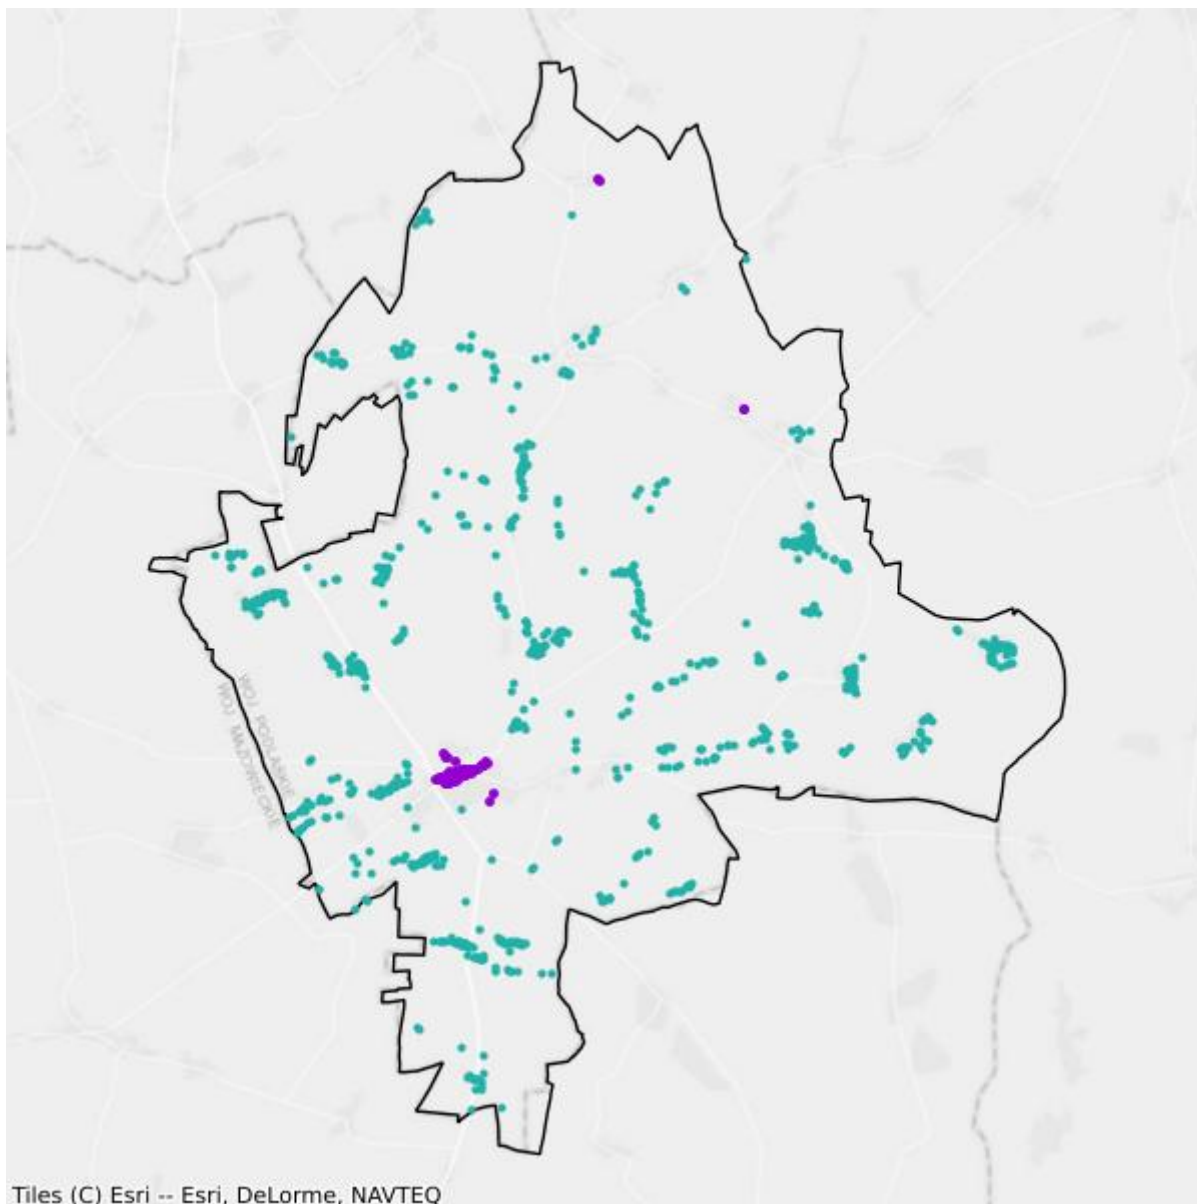 WOJ. PODLASKIE
WOJ. MAZOWIECKIE
Tiles (C) Esri -- Esri, DeLorme, NAVTEQ